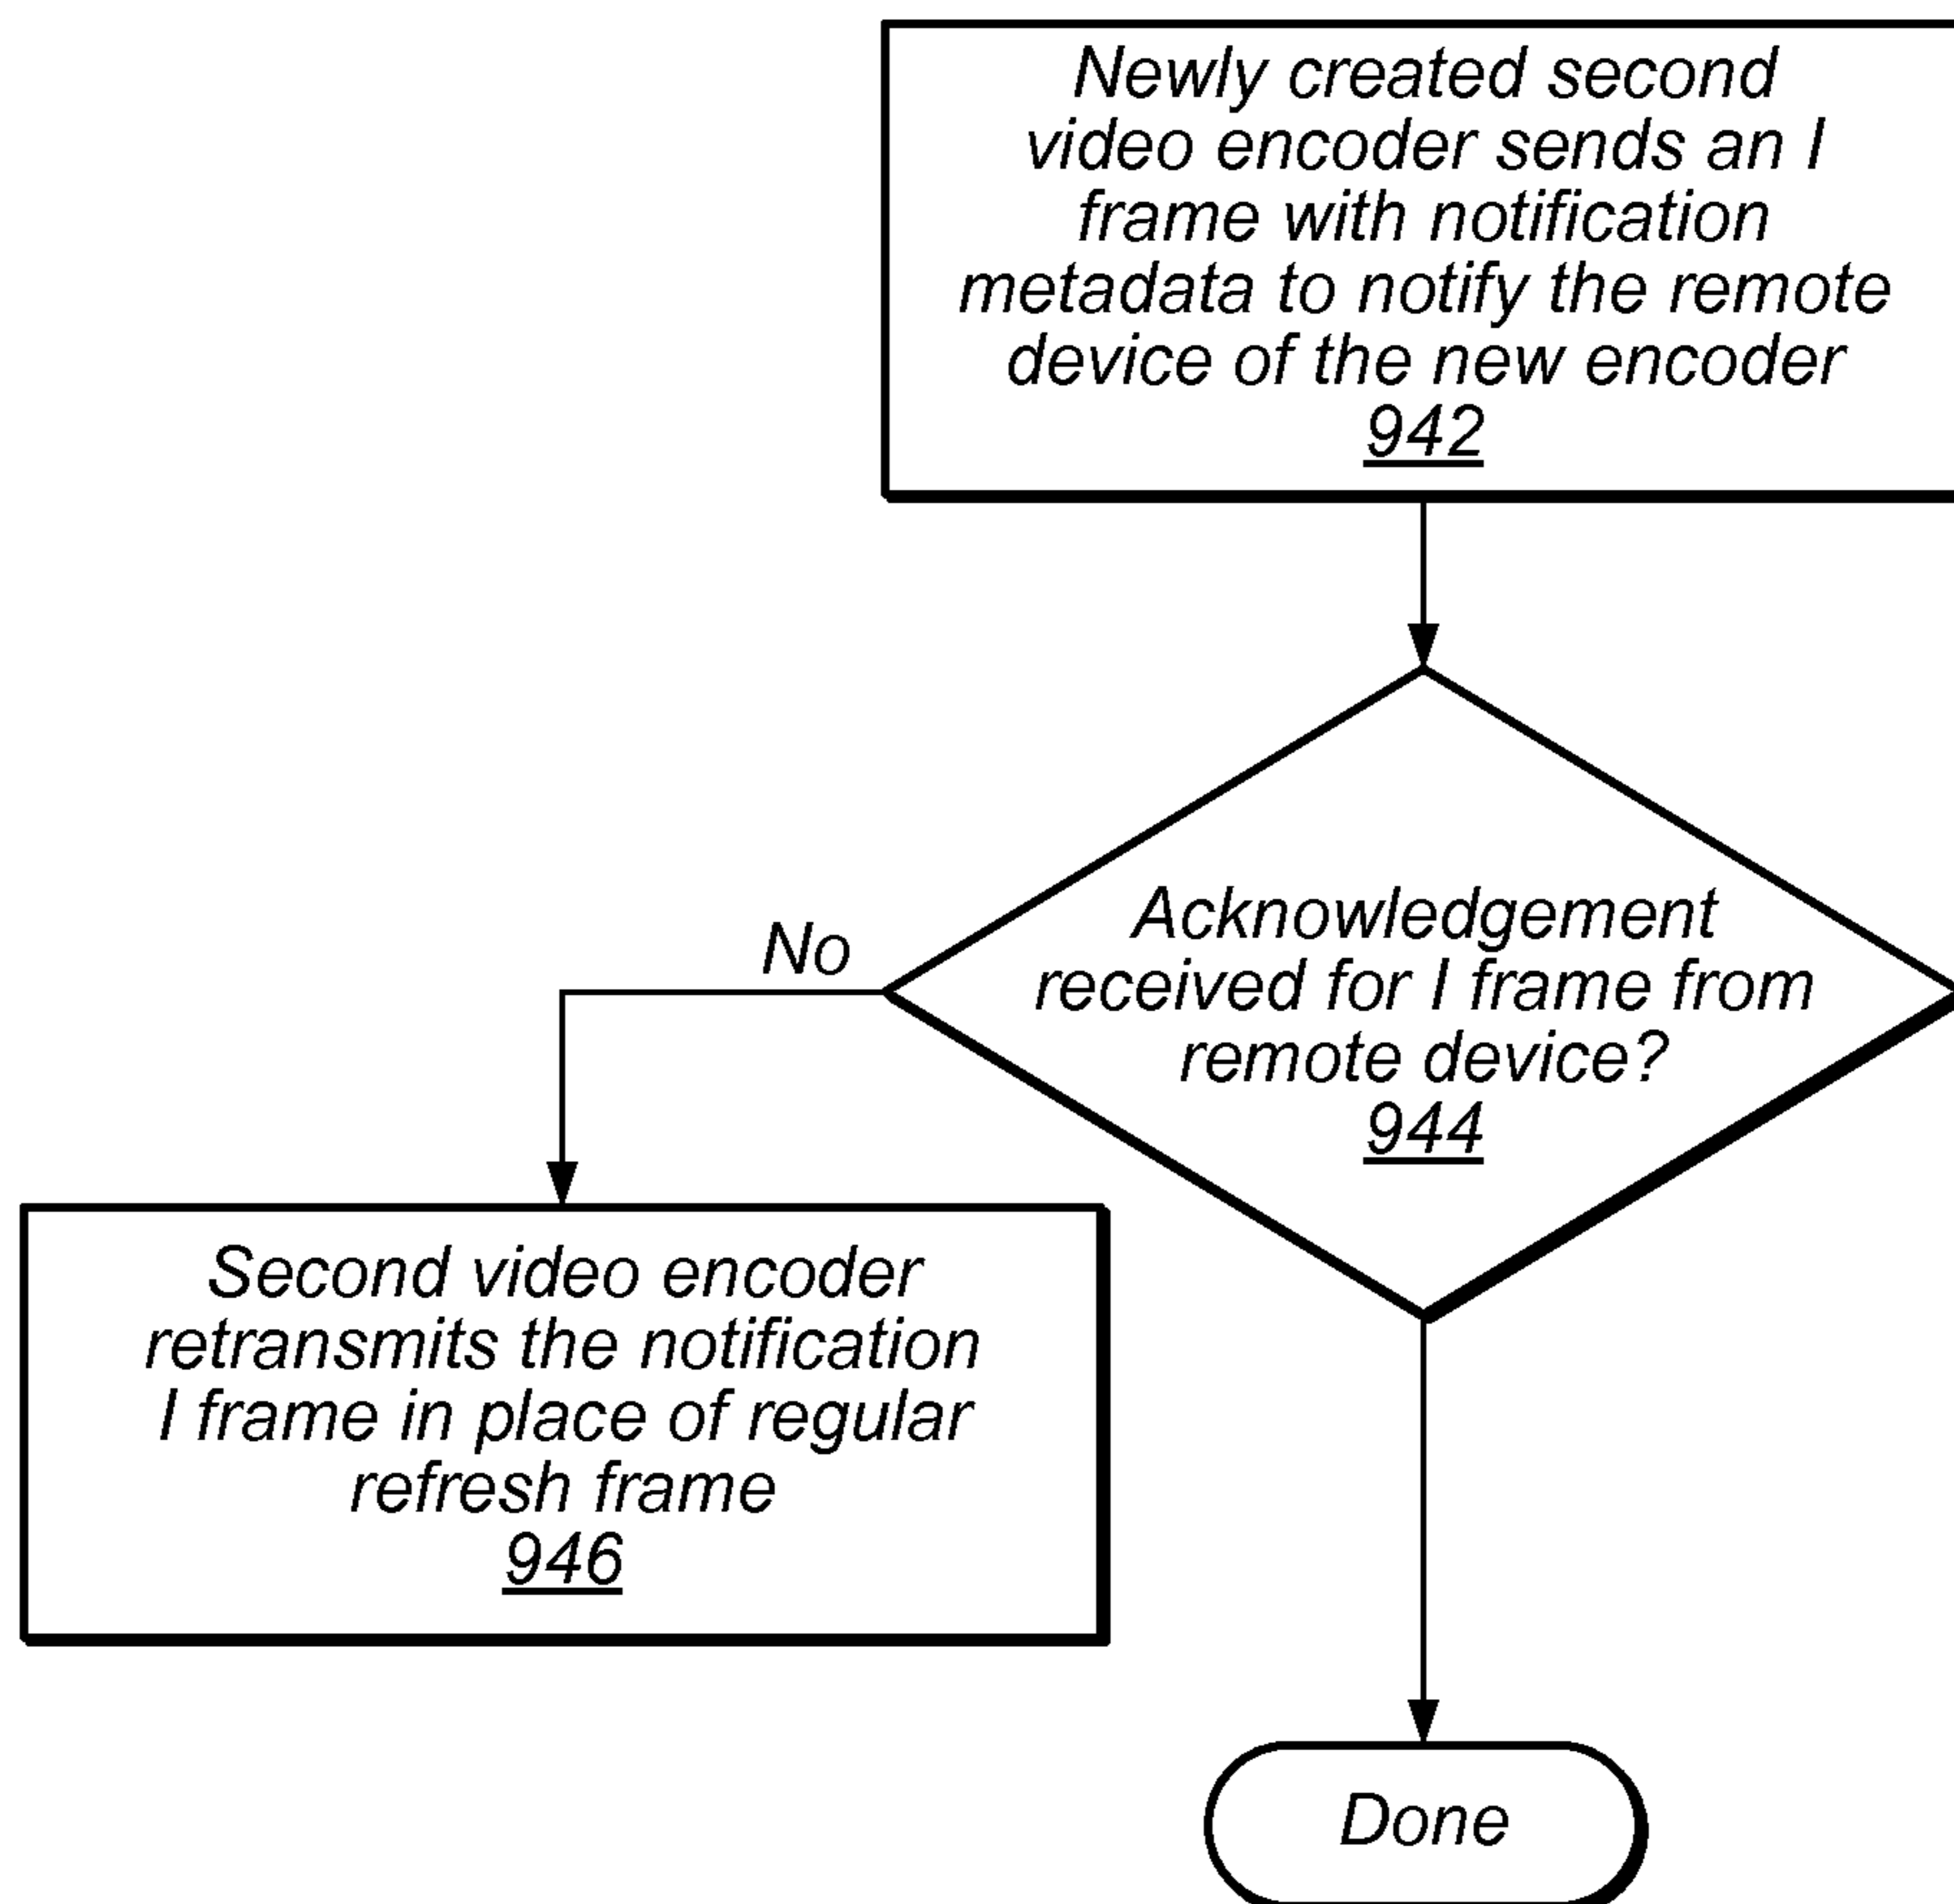 Newly created second
video encoder sends an I
frame with notification
metadata to notify the remote
device of the new encoder
942
Acknowledgement
received for I frame from
remote device?
944
No
Second video encoder
retransmits the notification
I frame in place of regular
refresh frame
946
Done